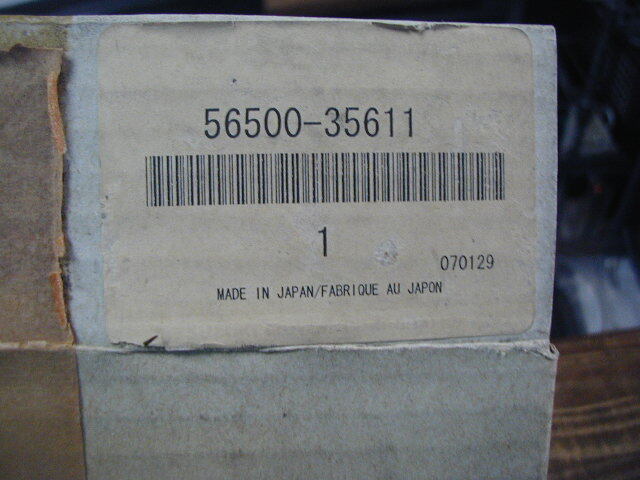 56500-35611
1
070129
MADE IN JAPAN/FABRIQUE AU JAPON